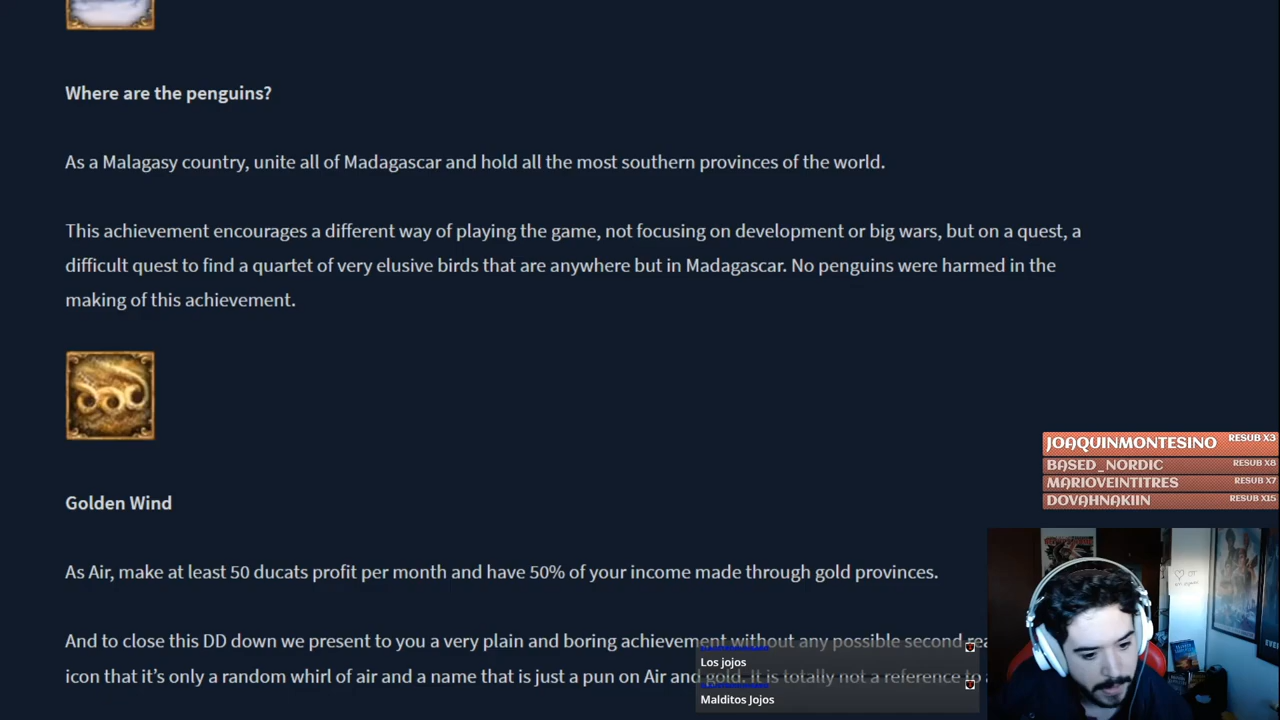 Where are the penguins?
As a Malagasy country, unite all of Madagascar and hold all the most southern provinces of the world.
This achievement encourages a different way of playing the game, not focusing on development or big wars, but on a quest, a
difficult quest to find a quartet of very elusive birds that are anywhere but in Madagascar. No penguins were harmed in the
making of this achievement.
JOAQUINMONTESINO RESUB X3
BASED_NORDIC RESUB X8
MARIOVEINTITRES RESUB X7
DOVAHNAKIIN RESUB X15
Golden Wind
As Air, make at least 50 ducats profit per month and have 50% of your income made through gold provinces.
And to close this DD down we present to you a very plain and boring achievement without any possible second
icon that it's only a random whirl of air and a name that is just a pun on Air and gold. It is totally not a reference to
Los jojos
Malditos Jojos